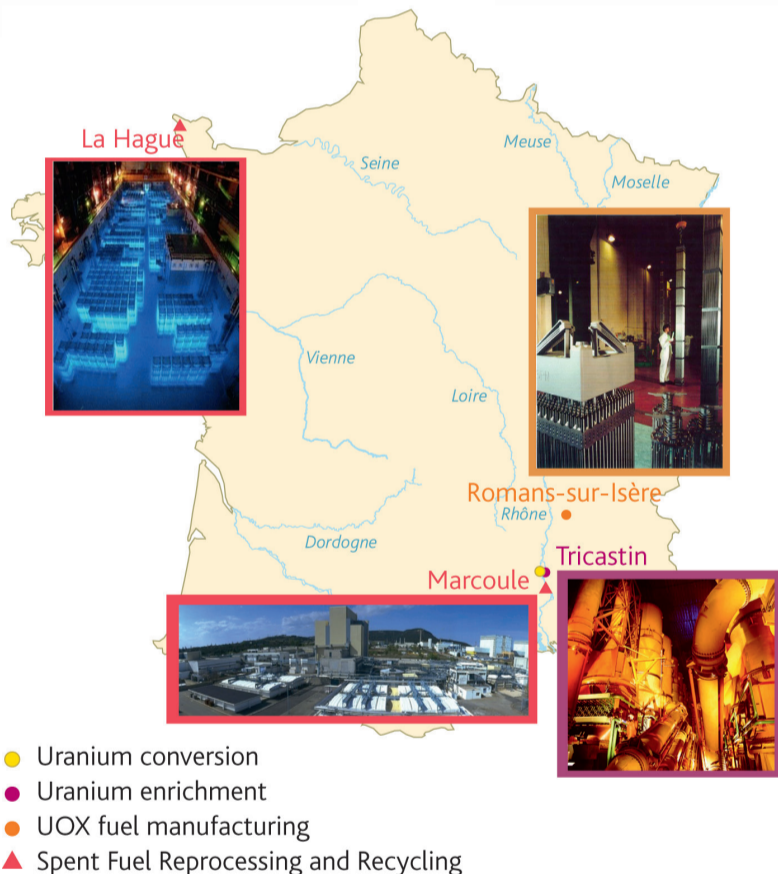 La Hague
Seine
Meuse
Moselle
Vienne
Loire
Romans-sur-Isère
Rhône
Dordogne
Tricastin
Marcoule
Uranium conversion
Uranium enrichment
UOX fuel manufacturing
Spent Fuel Reprocessing and Recycling